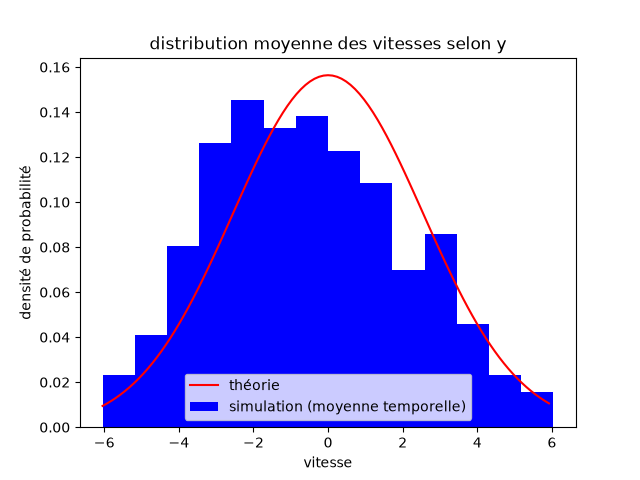 distribution moyenne des vitesses selon y
densité de probabilité
0.16
0.14
0.12
0.10
0.08
0.06
0.04
0.02
0.00
théorie
simulation (moyenne temporelle)
−6 −4 −2 0 2 4 6
vitesse